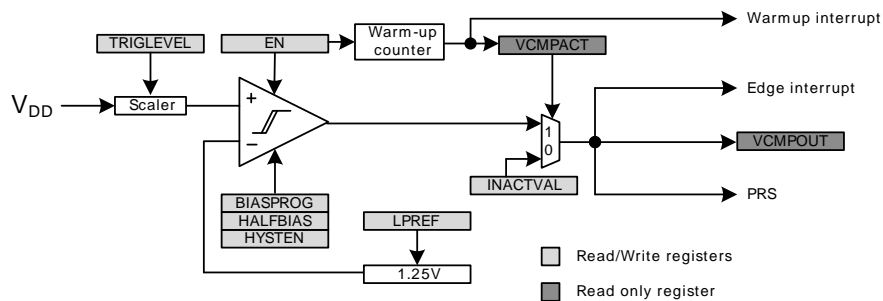 Warmup interrupt
TRIGLEVEL
EN
Warm-up
counter
VCMPACT
Edge interrupt
VDD
Scaler
+
1
0
VCMPOUT
−
INACTVAL
BIASPROG
HALFBIAS
HYSTEN
LPREF
PRS
1.25V
Read/Write registers
Read only register